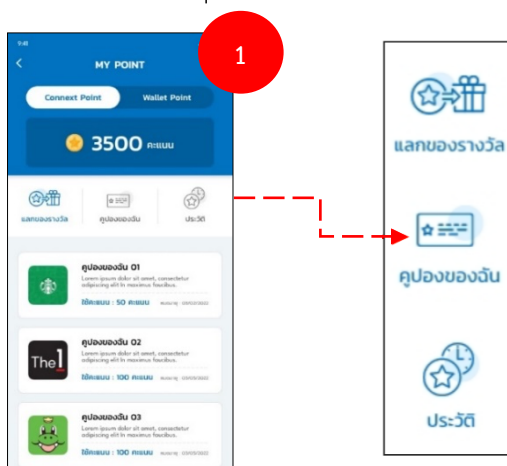 9:41
MY POINT
1
Connext Point
Wallet Point
3500 คะแนน
แลกของรางวัล
คูปองของฉัน
ประวัติ
คูปองของฉัน 01
Lorem ipsum dolor sit amet, consectetur
adipiscing elit In maximus faucibus.
ใช้คะแนน : 50 คะแนน
คูปองของฉัน 02
The 1
Lorem ipsum dolor sit amet, consectetur
adipiscing elit In maximus faucibus.
ใช้คะแนน : 100 คะแนน
คูปองของฉัน 03
Lorem ipsum dolor sit amet, consectetur
adipiscing elit In maximus faucibus.
ใช้คะแนน : 100 คะแนน
แลกของรางวัล
คูปองของฉัน
ประวัติ